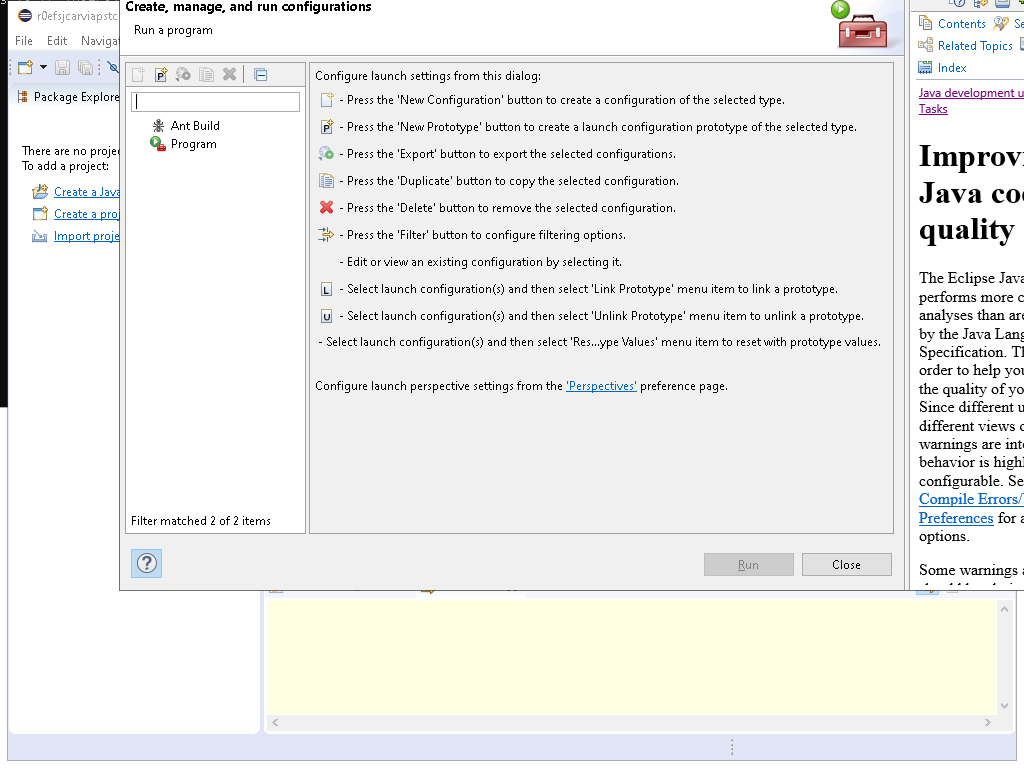 Create, manage, and run configurations
Run a program
r0efsjcarviapstc
File Edit Naviga
Package Explore
There are no projec
To add a project:
Create a Java
Create a proj
Import proje
Ant Build
Program
Filter matched 2 of 2 items
Configure launch settings from this dialog:
- Press the 'New Configuration' button to create a configuration of the selected type.
- Press the 'New Prototype' button to create a launch configuration prototype of the selected type.
- Press the 'Export' button to export the selected configurations.
- Press the 'Duplicate' button to copy the selected configuration.
- Press the 'Delete' button to remove the selected configuration.
- Press the 'Filter' button to configure filtering options.
- Edit or view an existing configuration by selecting it.
- Select launch configuration(s) and then select 'Link Prototype' menu item to link a prototype.
- Select launch configuration(s) and then select 'Unlink Prototype' menu item to unlink a prototype.
- Select launch configuration(s) and then select 'Res...ype Values' menu item to reset with prototype values.
Configure launch perspective settings from the 'Perspectives' preference page.
Run Close
Contents Se
Related Topics
Index
Java development u
Tasks
Improvi
Java cod
quality
The Eclipse Java
performs more c
analyses than are
by the Java Lang
Specification. Th
order to help you
the quality of yo
Since different u
different views o
warnings are inte
behavior is highl
configurable. Se
Compile Errors/
Preferences for a
options.
Some warnings a